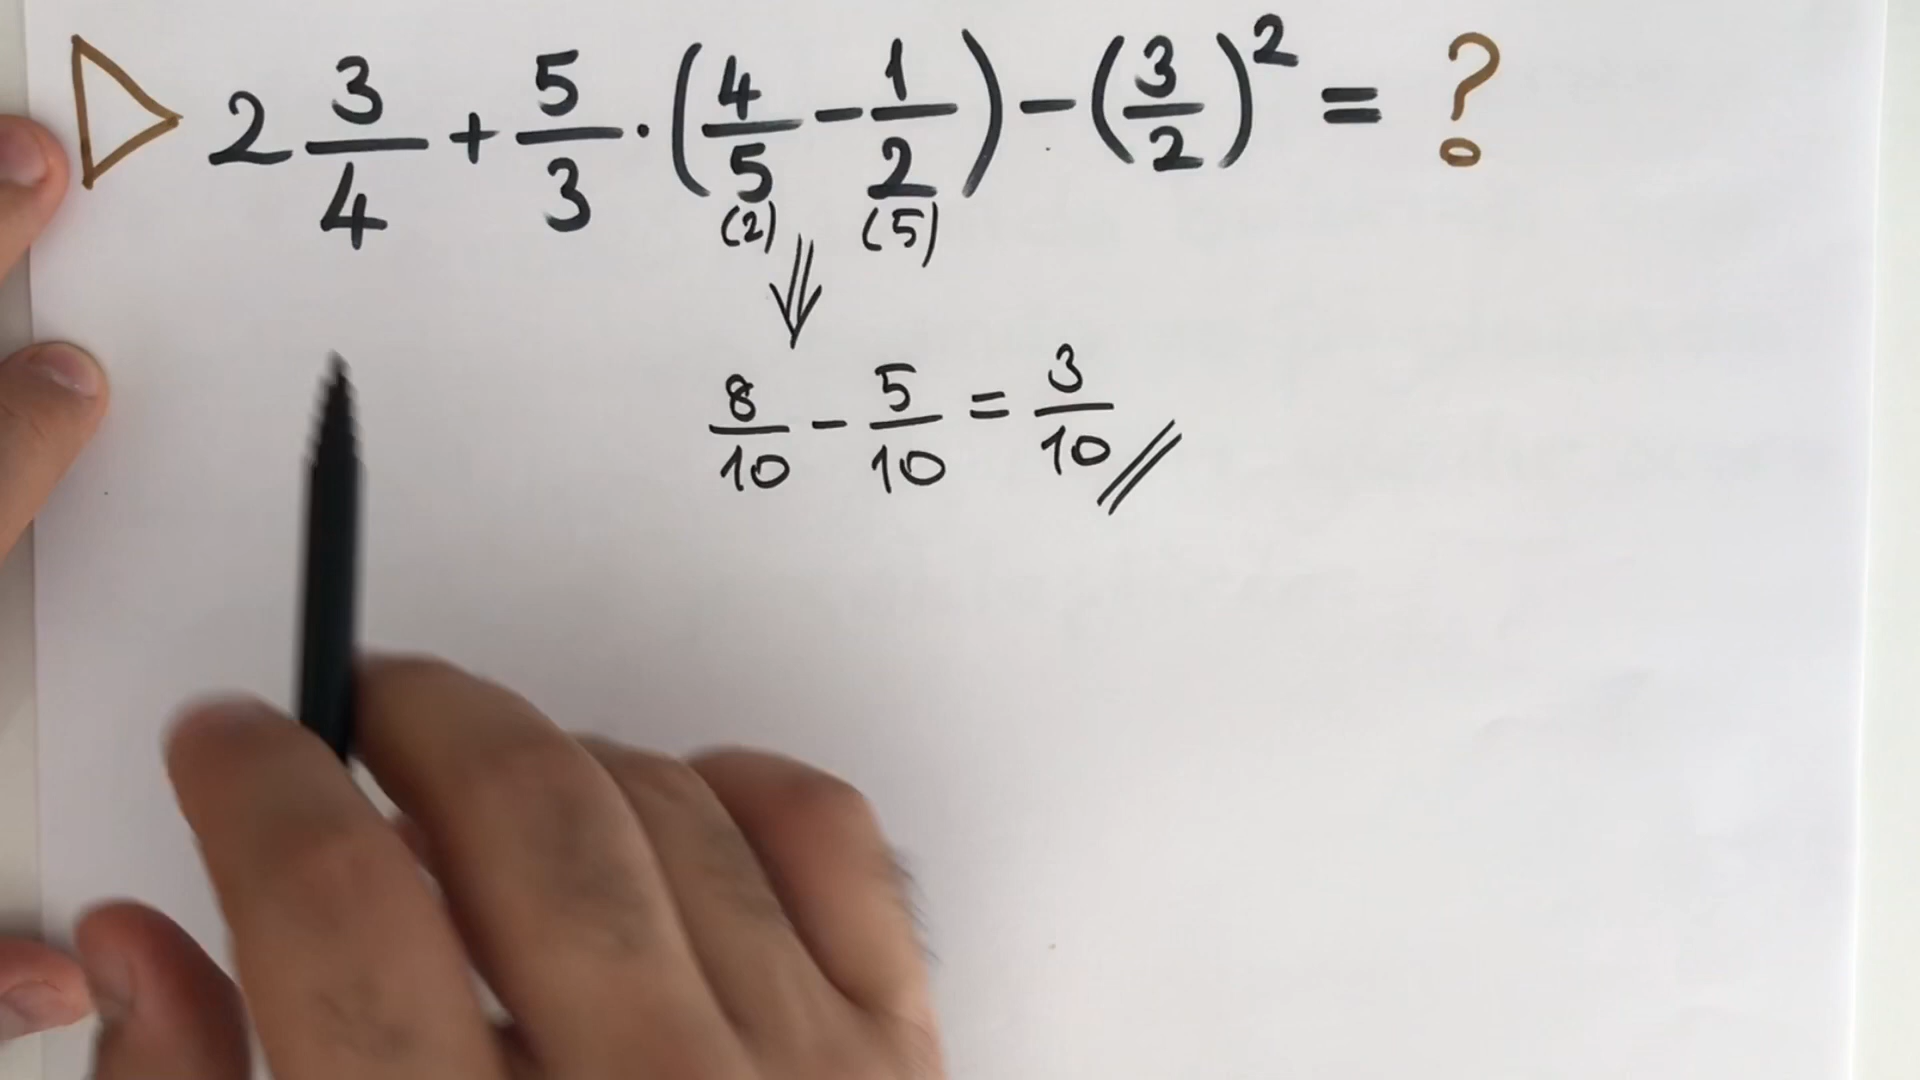 2 3/4 + 5/3 · (4/5 - 1/2) - (3/2)² = ?
(2) (5)
8/10 - 5/10 = 3/10 //